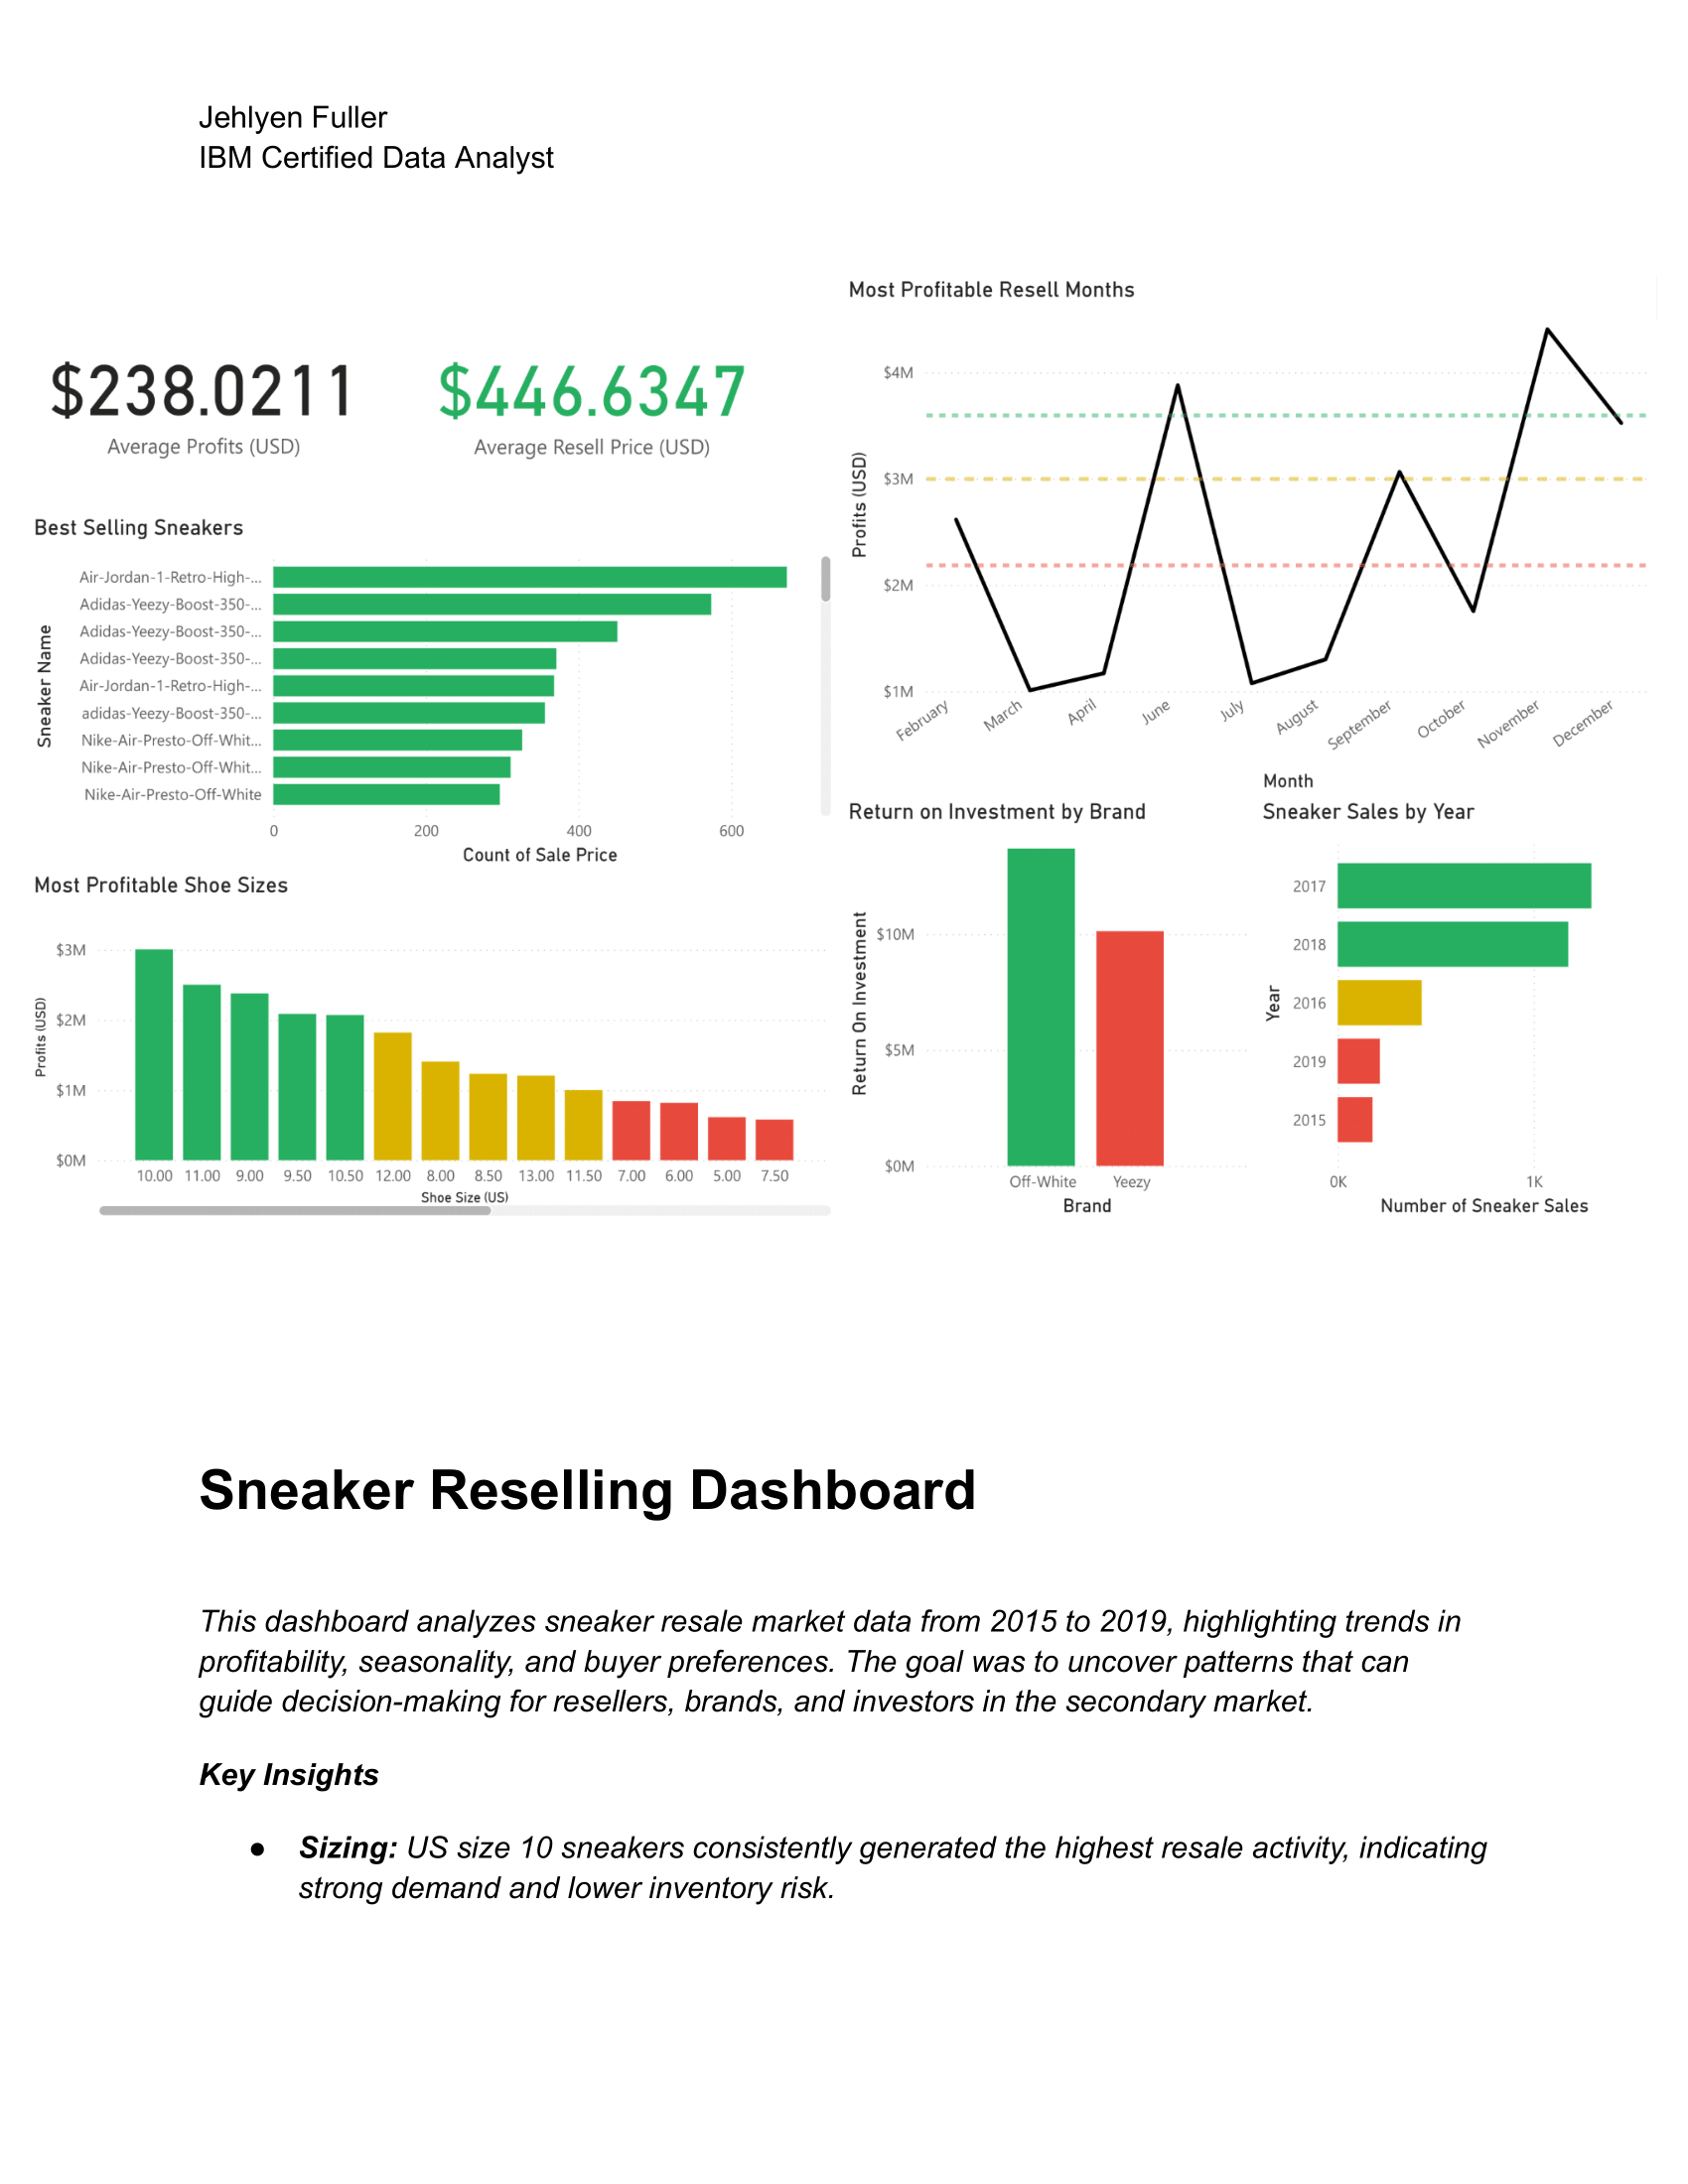 Jehlyen Fuller
IBM Certified Data Analyst
$238.0211
Average Profits (USD)
$446.6347
Average Resell Price (USD)
Best Selling Sneakers
Sneaker Name
Air-Jordan-1-Retro-High-...
Adidas-Yeezy-Boost-350-...
Adidas-Yeezy-Boost-350-...
Adidas-Yeezy-Boost-350-...
Air-Jordan-1-Retro-High-...
adidas-Yeezy-Boost-350-...
Nike-Air-Presto-Off-Whit...
Nike-Air-Presto-Off-Whit...
Nike-Air-Presto-Off-White
0 200 400 600
Count of Sale Price
Most Profitable Shoe Sizes
Profits (USD)
$3M
$2M
$1M
$0M
10.00 11.00 9.00 9.50 10.50 12.00 8.00 8.50 13.00 11.50 7.00 6.00 5.00 7.50
Shoe Size (US)
Most Profitable Resell Months
Profits (USD)
$4M
$3M
$2M
$1M
February March April June July August September October November December
Month
Return on Investment by Brand
Return On Investment
$10M
$5M
$0M
Off-White Yeezy
Brand
Sneaker Sales by Year
Year
2017
2018
2016
2019
2015
0K 1K
Number of Sneaker Sales
Sneaker Reselling Dashboard
This dashboard analyzes sneaker resale market data from 2015 to 2019, highlighting trends in
profitability, seasonality, and buyer preferences. The goal was to uncover patterns that can
guide decision-making for resellers, brands, and investors in the secondary market.
Key Insights
● Sizing: US size 10 sneakers consistently generated the highest resale activity, indicating
strong demand and lower inventory risk.